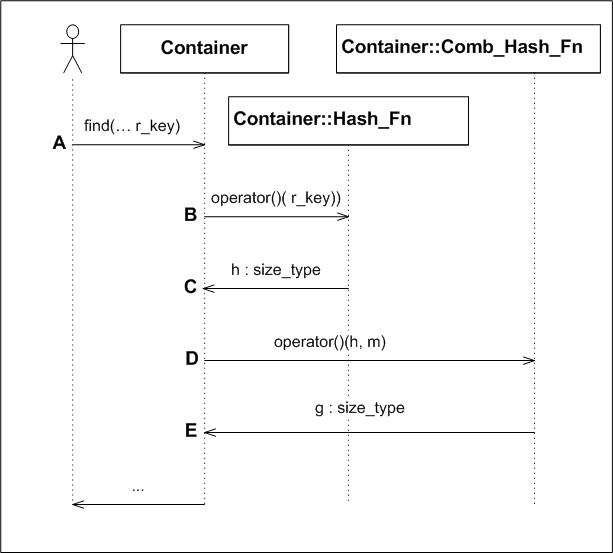 Container
Container::Comb_Hash_Fn
Container::Hash_Fn
find(... r_key)
A
operator()( r_key))
B
h : size_type
C
operator()(h, m)
D
g : size_type
E
...